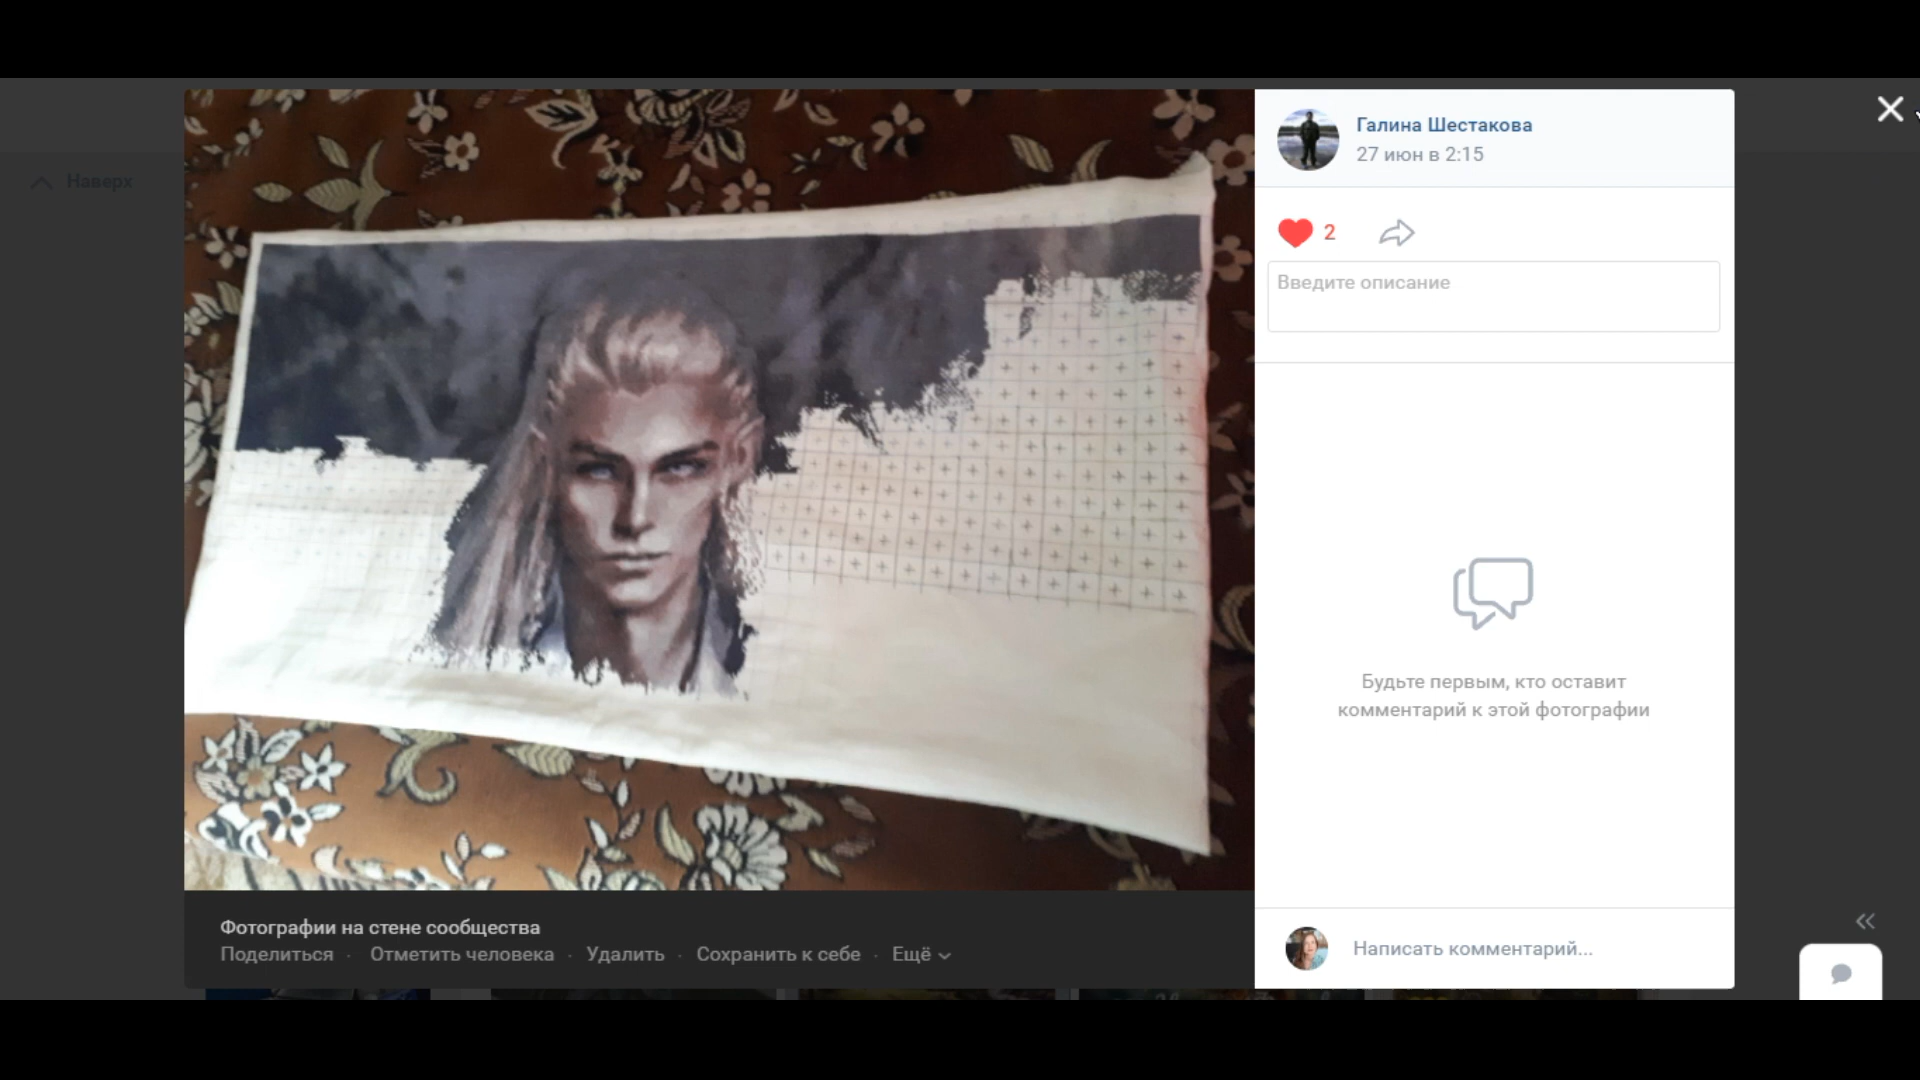 Наверх
Галина Шестакова
27 июн в 2:15
2
Введите описание
Будьте первым, кто оставит
комментарий к этой фотографии
Фотографии на стене сообщества
Поделиться · Отметить человека · Удалить · Сохранить к себе · Ещё
Написать комментарий...